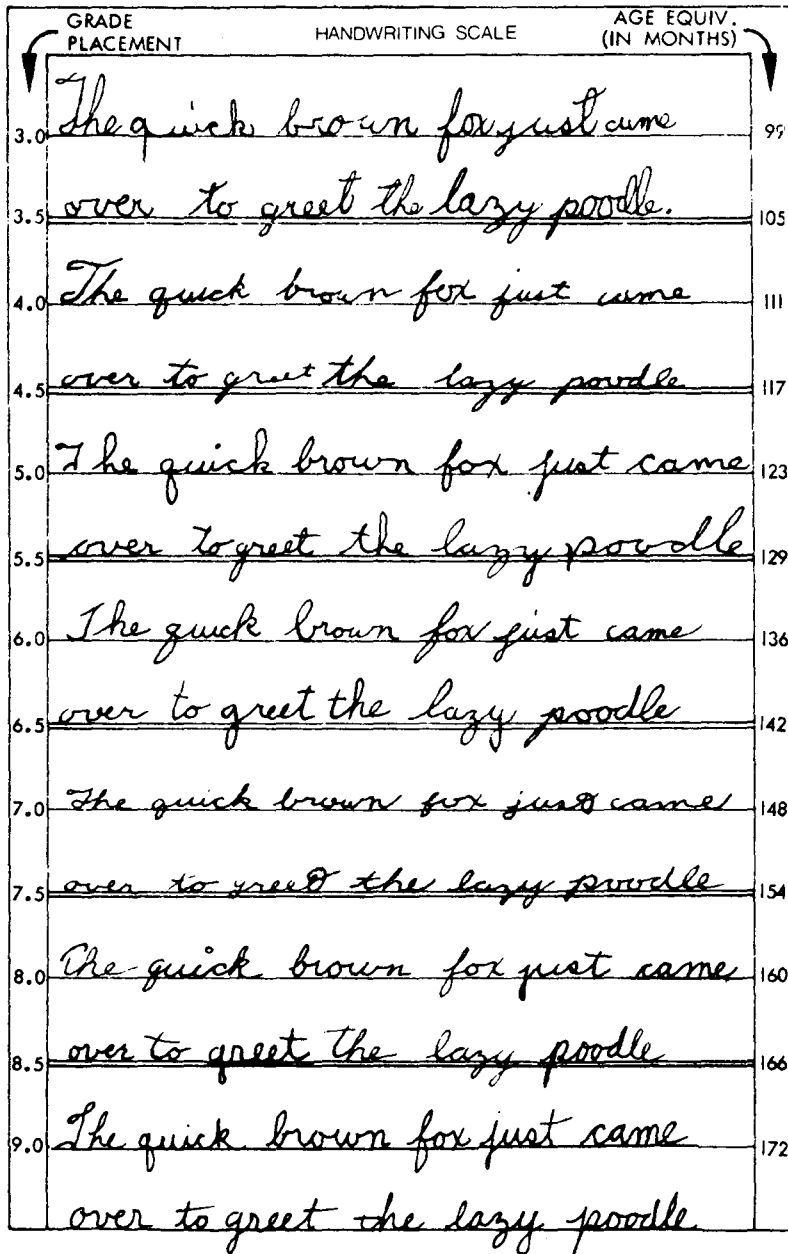 GRADE PLACEMENT HANDWRITING SCALE AGE EQUIV. (IN MONTHS)
3.0 The quick brown fox just came 99
3.5 over to greet the lazy poodle. 105
4.0 The quick brown fox just came 111
4.5 over to greet the lazy poodle 117
5.0 The quick brown fox just came 123
5.5 over to greet the lazy poodle 129
6.0 The quick brown fox just came 136
6.5 over to greet the lazy poodle 142
7.0 The quick brown fox just came 148
7.5 over to greet the lazy poodle 154
8.0 The quick brown fox just came 160
8.5 over to greet the lazy poodle 166
9.0 The quick brown fox just came 172
over to greet the lazy poodle